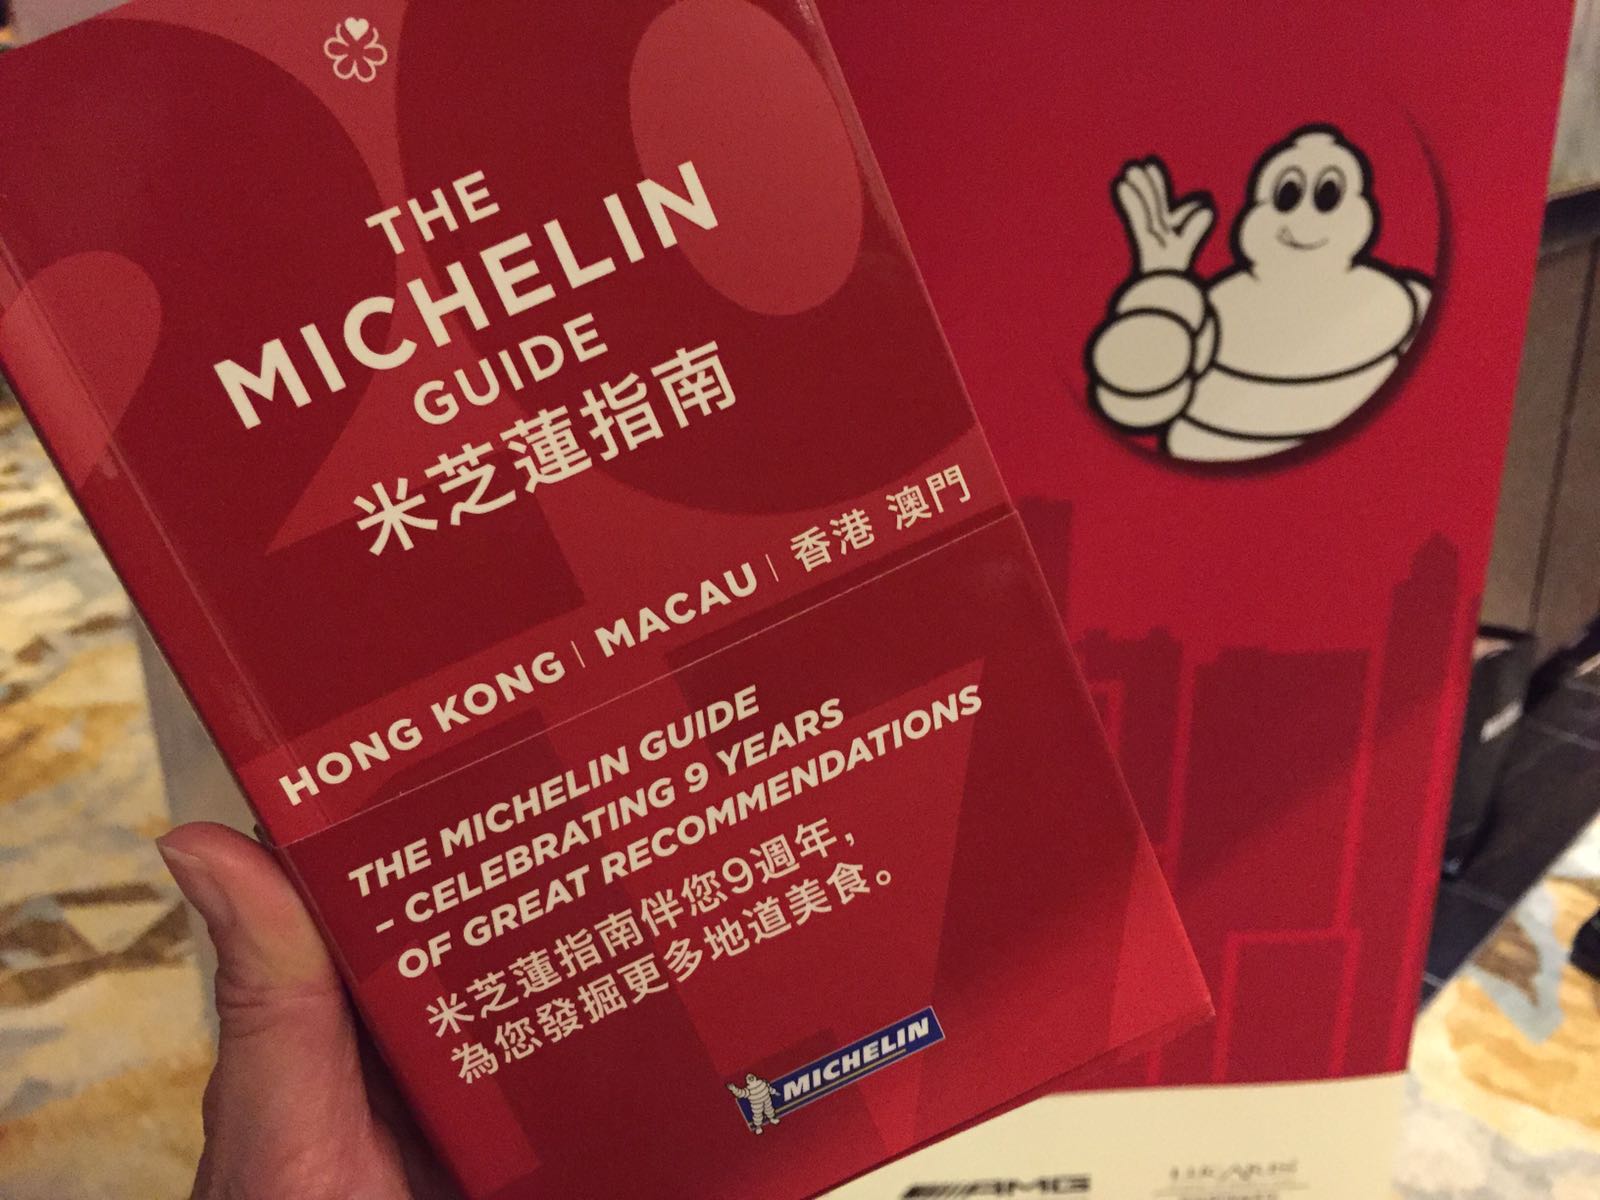 THE
MICHELIN
GUIDE
米芝蓮指南
HONG KONG | MACAU | 香港 澳門
THE MICHELIN GUIDE
- CELEBRATING 9 YEARS
OF GREAT RECOMMENDATIONS
米芝蓮指南伴您9週年，
為您發掘更多地道美食。
MICHELIN
AMG